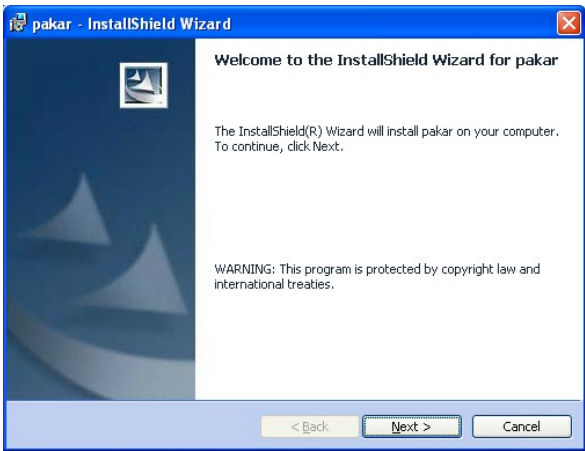 pakar - InstallShield Wizard
Welcome to the InstallShield Wizard for pakar
The InstallShield(R) Wizard will install pakar on your computer.
To continue, click Next.
WARNING: This program is protected by copyright law and
international treaties.
< Back
Next >
Cancel